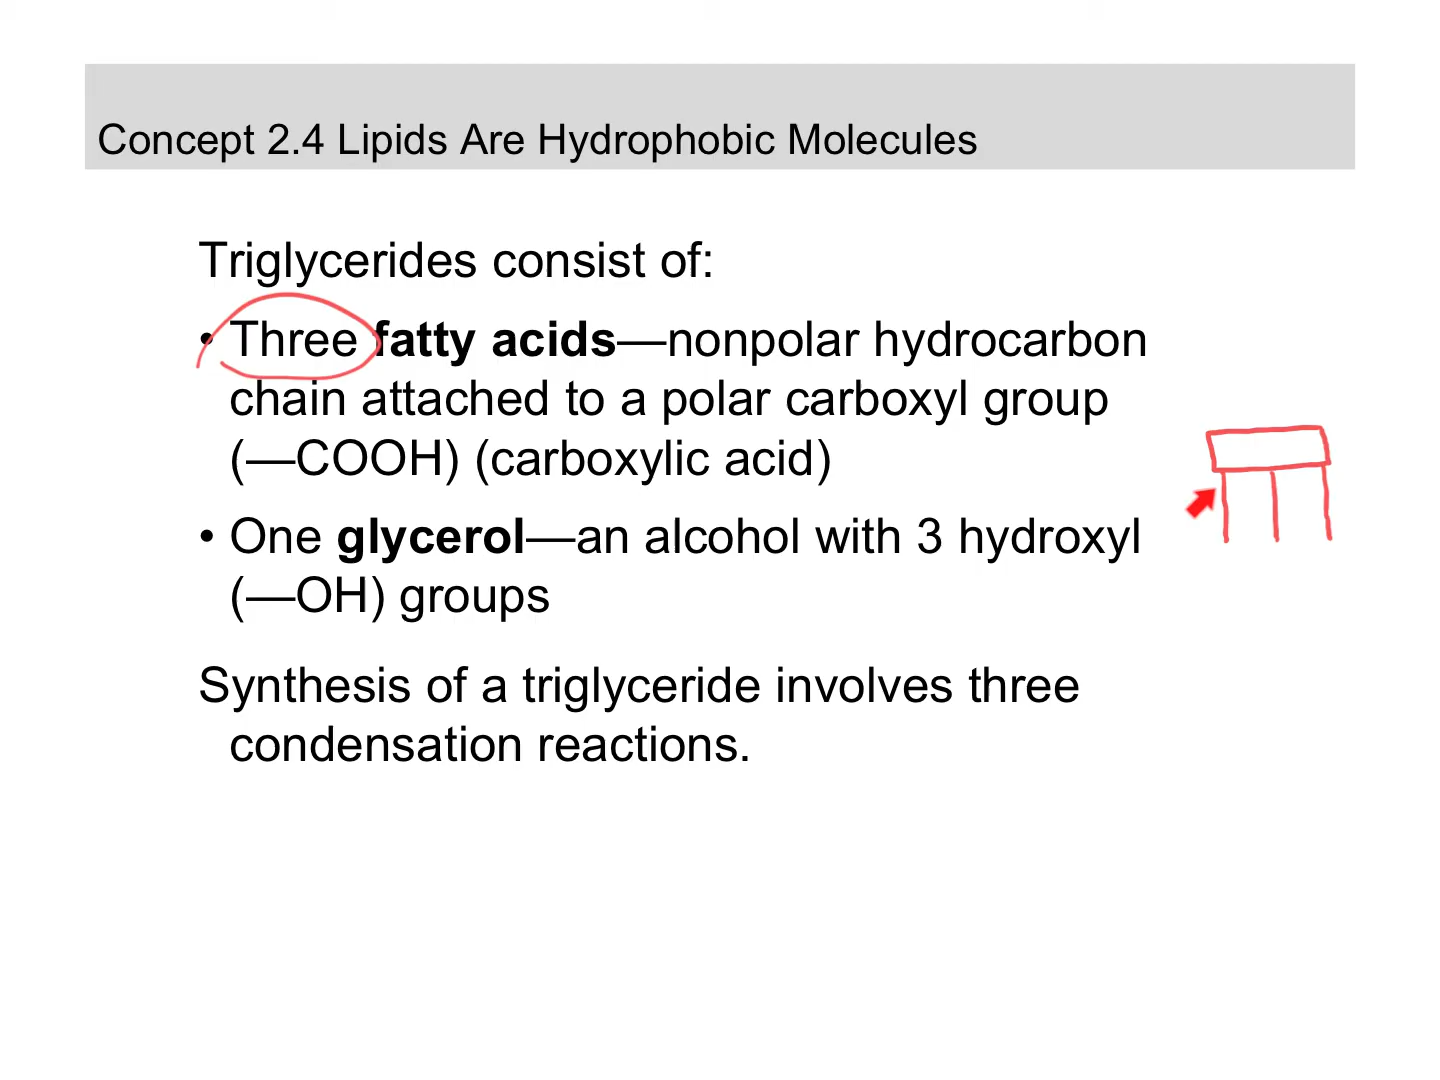 Concept 2.4 Lipids Are Hydrophobic Molecules
Triglycerides consist of:
• Three fatty acids—nonpolar hydrocarbon
chain attached to a polar carboxyl group
(—COOH) (carboxylic acid)
• One glycerol—an alcohol with 3 hydroxyl
(—OH) groups
Synthesis of a triglyceride involves three
condensation reactions.